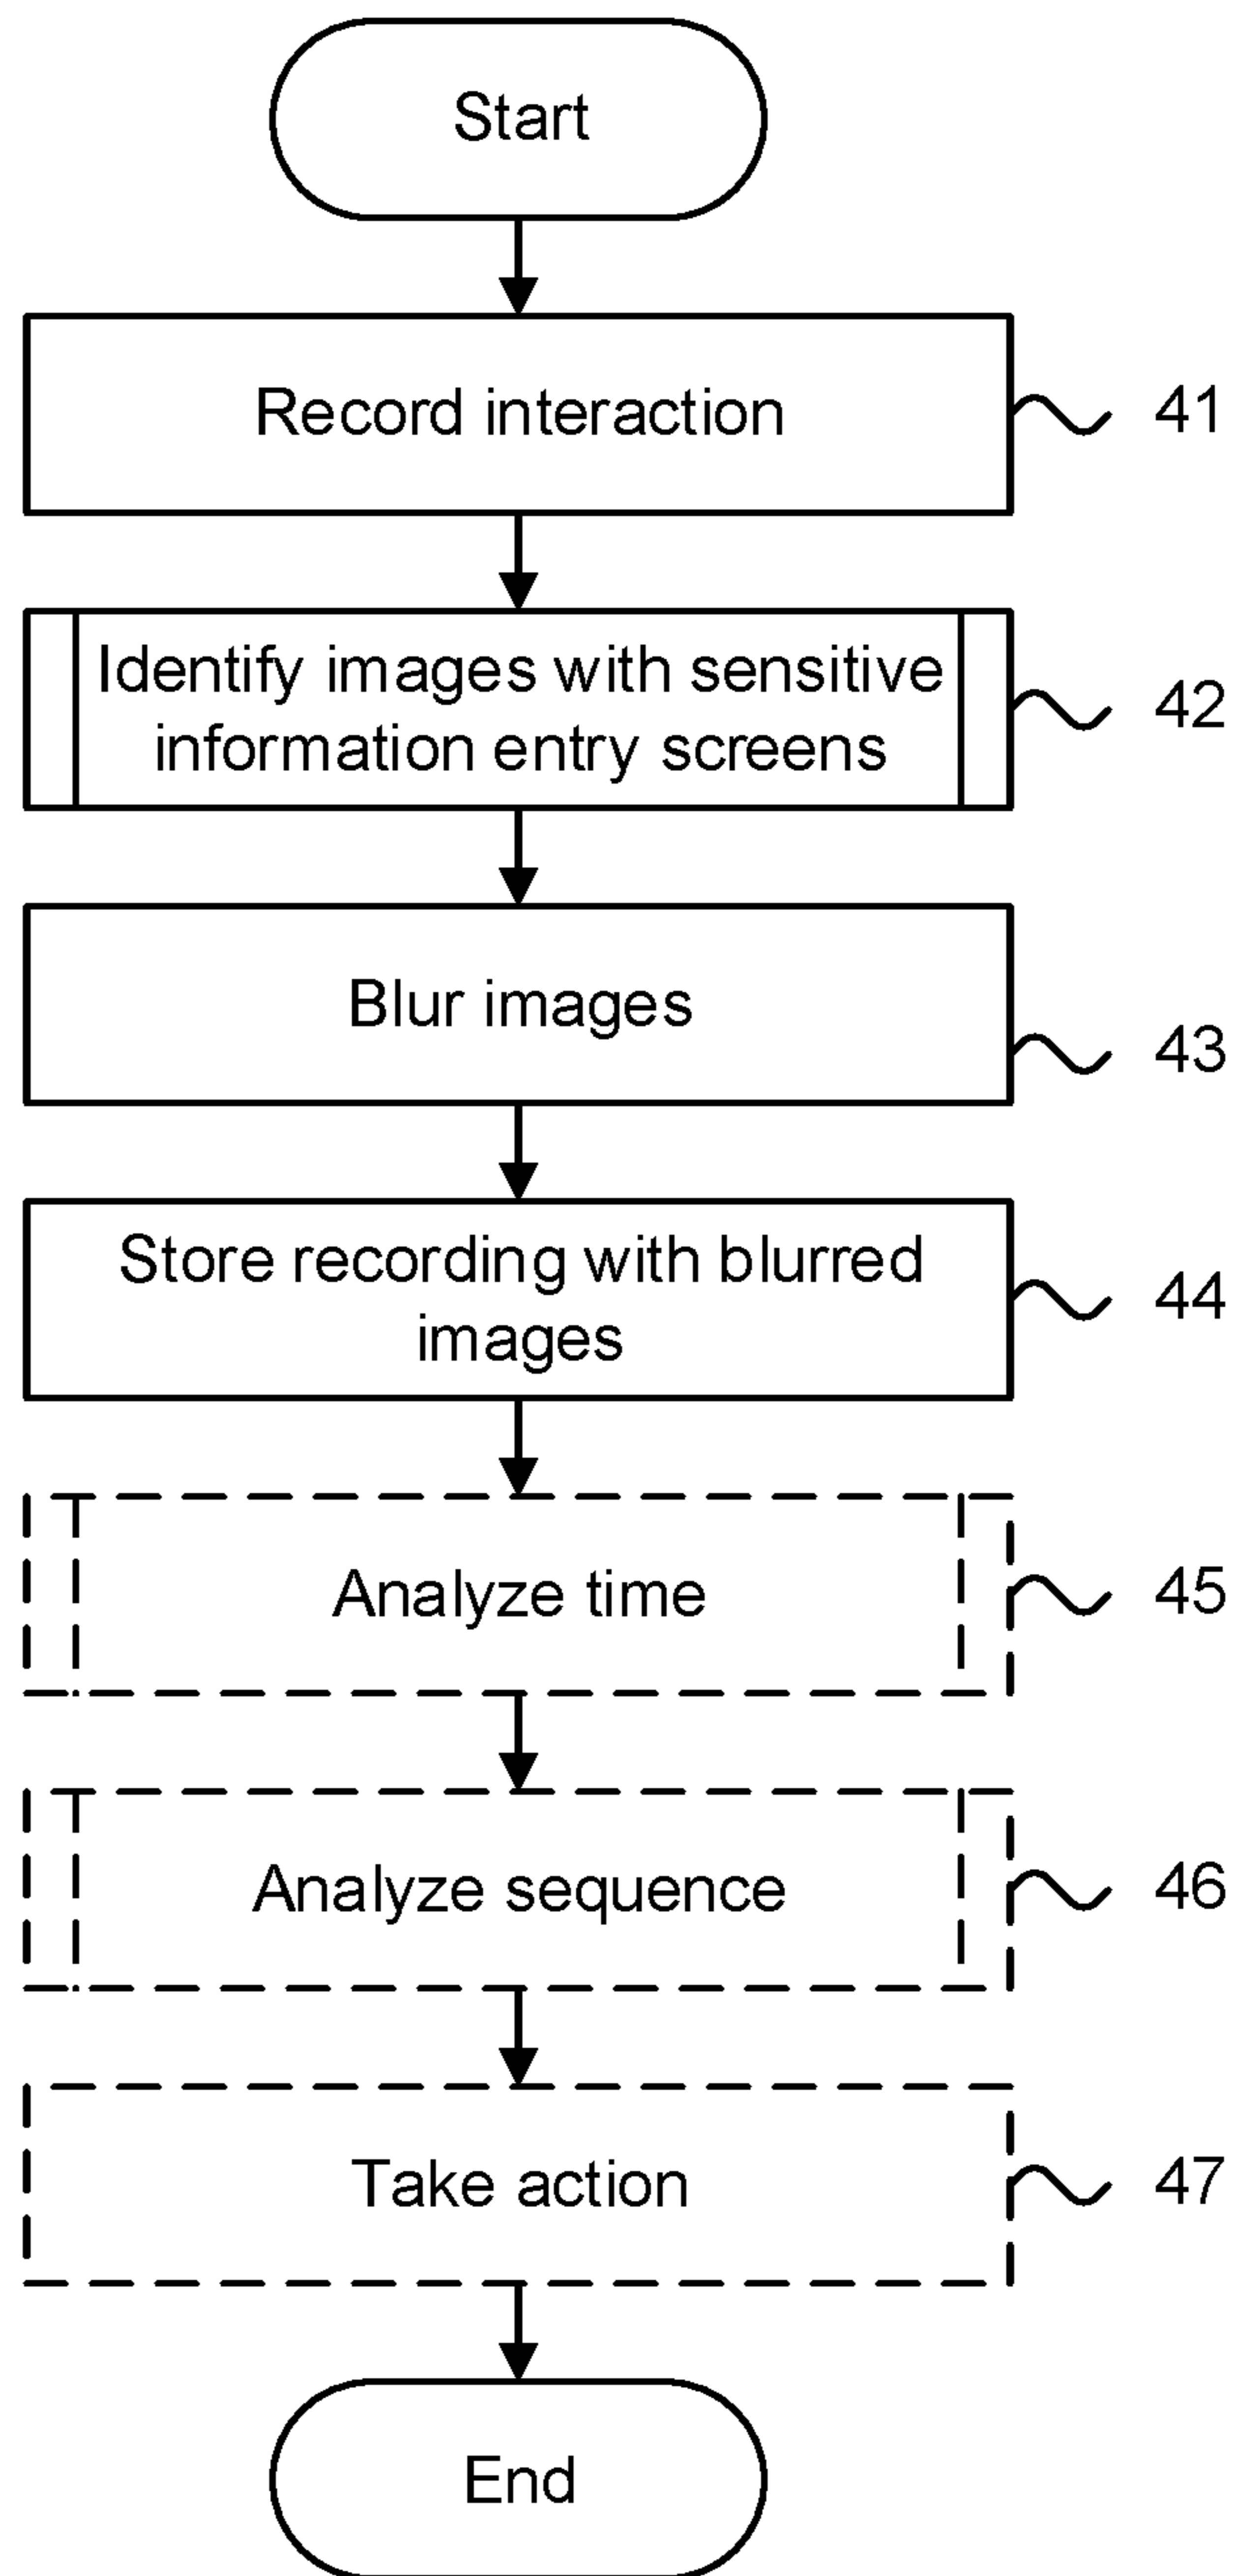 Start
Record interaction
41
Identify images with sensitive
information entry screens
42
Blur images
43
Store recording with blurred
images
44
Analyze time
45
Analyze sequence
46
Take action
47
End